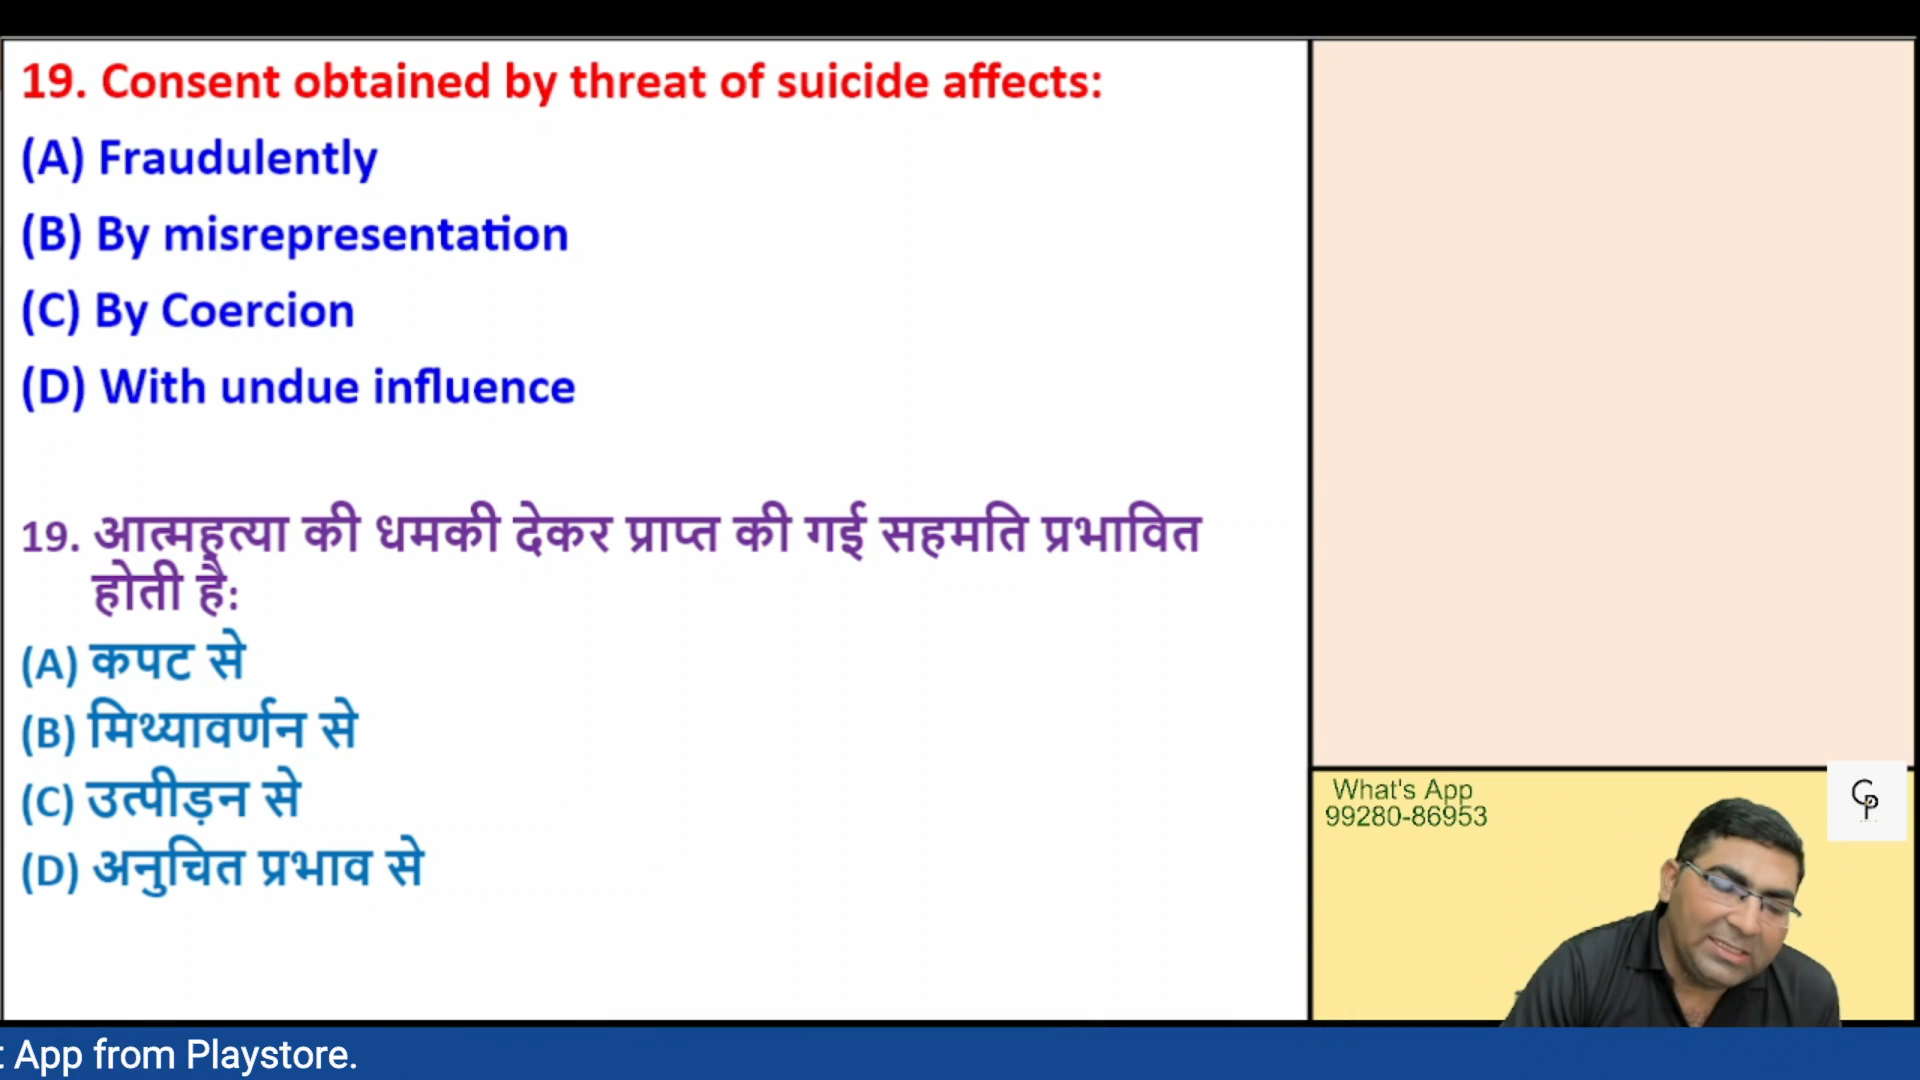 19. Consent obtained by threat of suicide affects:
(A) Fraudulently
(B) By misrepresentation
(C) By Coercion
(D) With undue influence
19. आत्महत्या की धमकी देकर प्राप्त की गई सहमति प्रभावित
होती है:
(A) कपट से
(B) मिथ्यावर्णन से
(C) उत्पीड़न से
(D) अनुचित प्रभाव से
What's App
99280-86953
CP
App from Playstore.